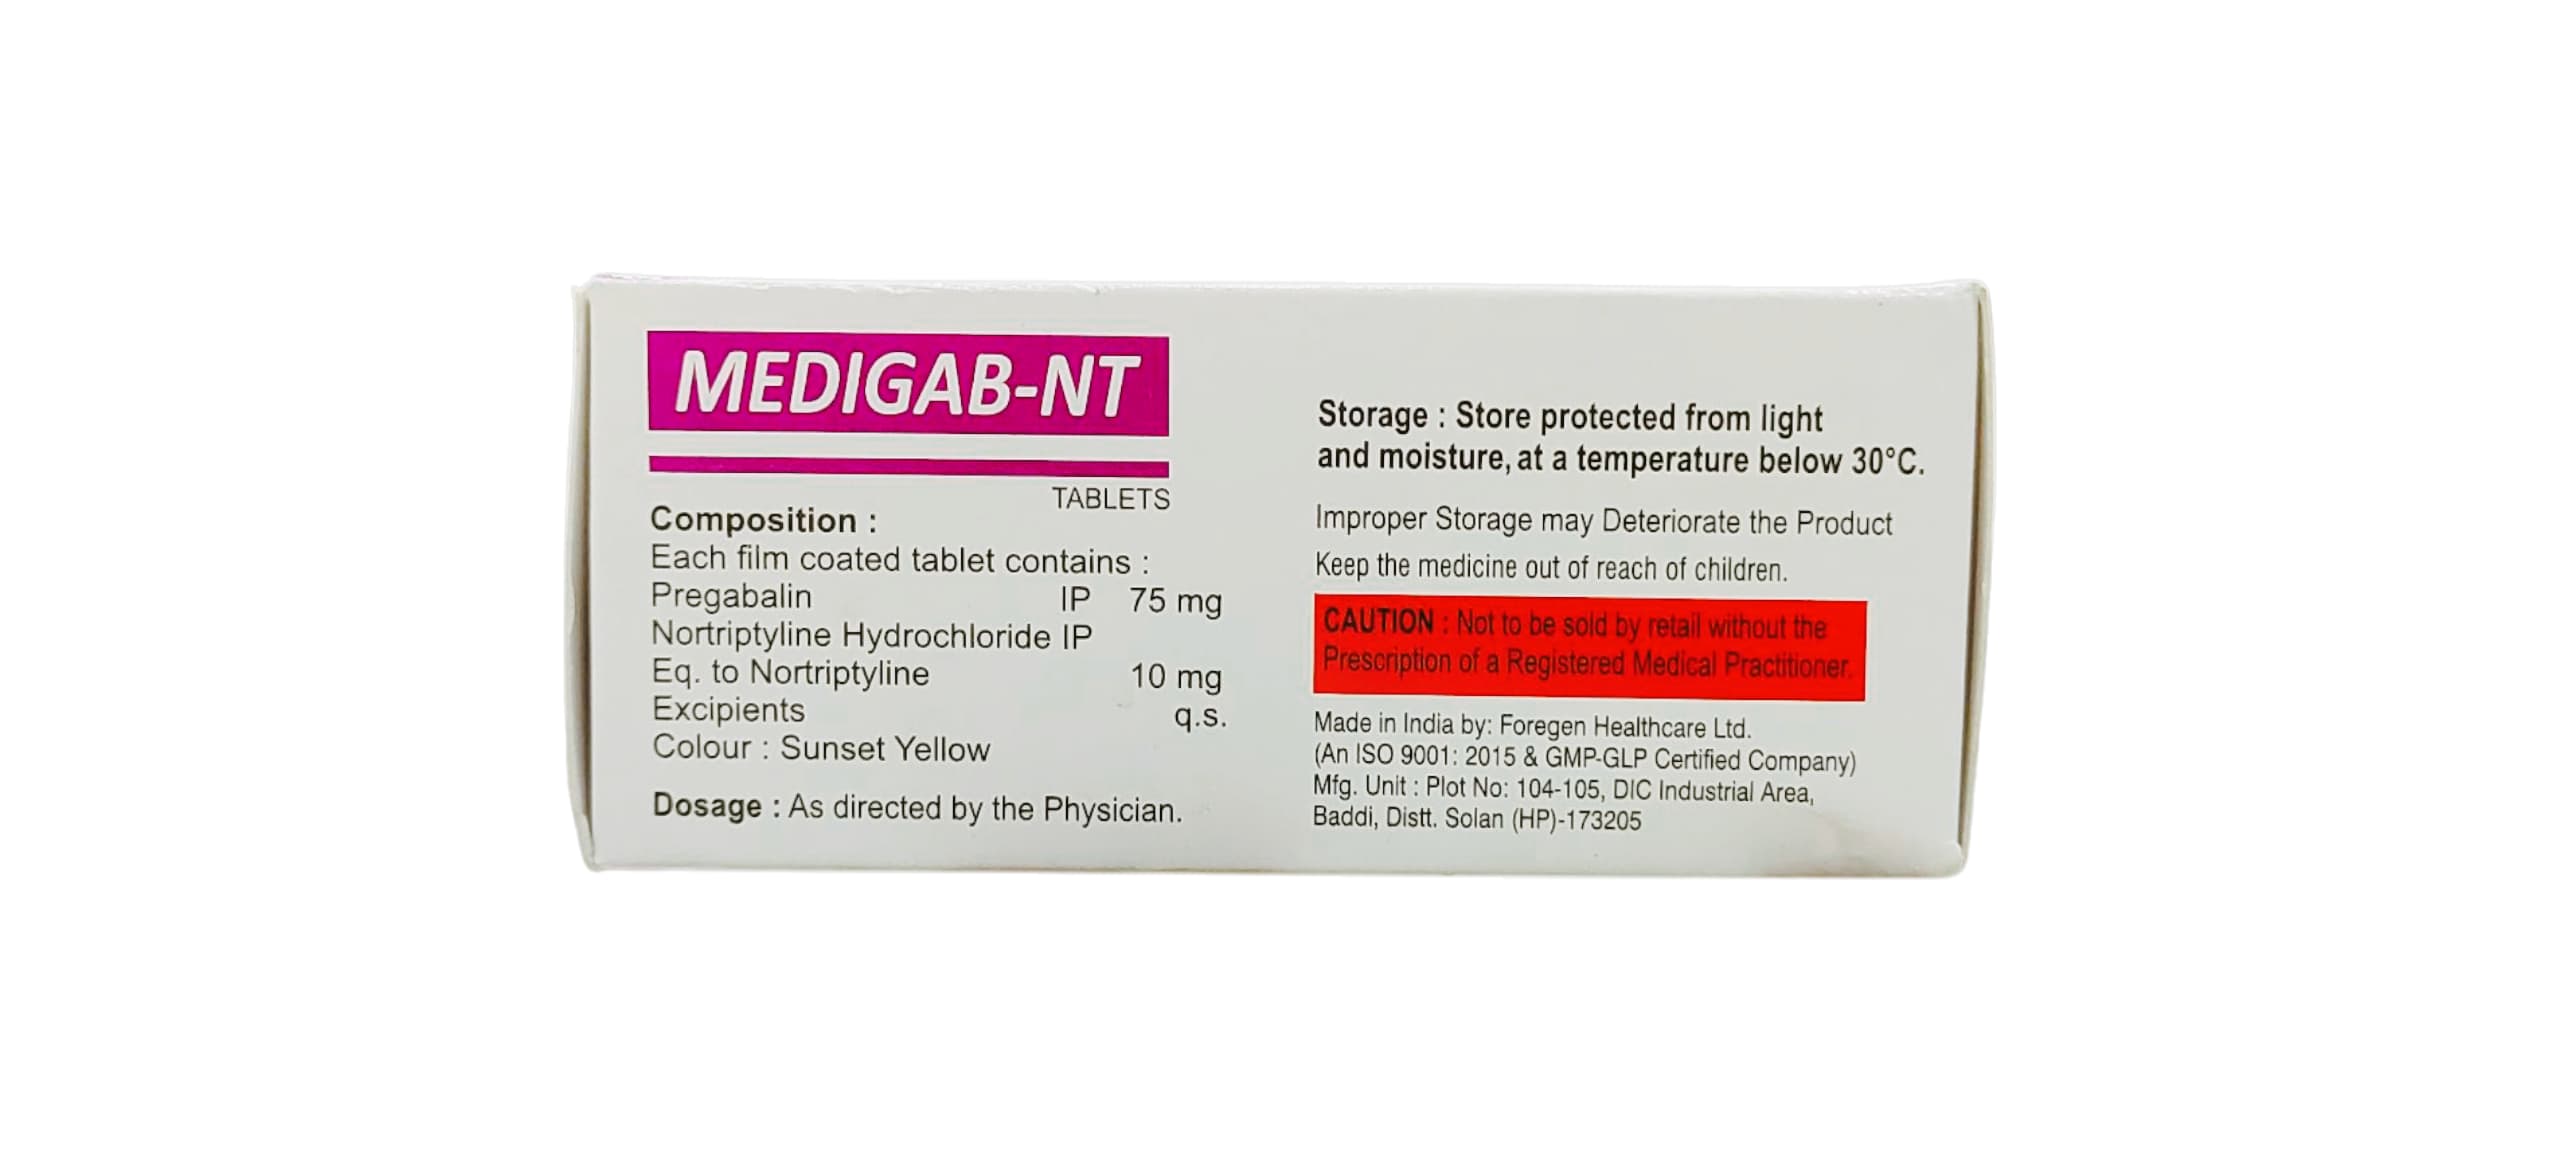 MEDIGAB-NT
TABLETS
Composition :
Each film coated tablet contains :
Pregabalin IP 75 mg
Nortriptyline Hydrochloride IP
Eq. to Nortriptyline 10 mg
Excipients q.s.
Colour : Sunset Yellow
Dosage : As directed by the Physician.
Storage : Store protected from light
and moisture, at a temperature below 30°C.
Improper Storage may Deteriorate the Product
Keep the medicine out of reach of children.
CAUTION : Not to be sold by retail without the
Prescription of a Registered Medical Practitioner.
Made in India by: Foregen Healthcare Ltd.
(An ISO 9001: 2015 & GMP-GLP Certified Company)
Mfg. Unit : Plot No: 104-105, DIC Industrial Area,
Baddi, Distt. Solan (HP)-173205